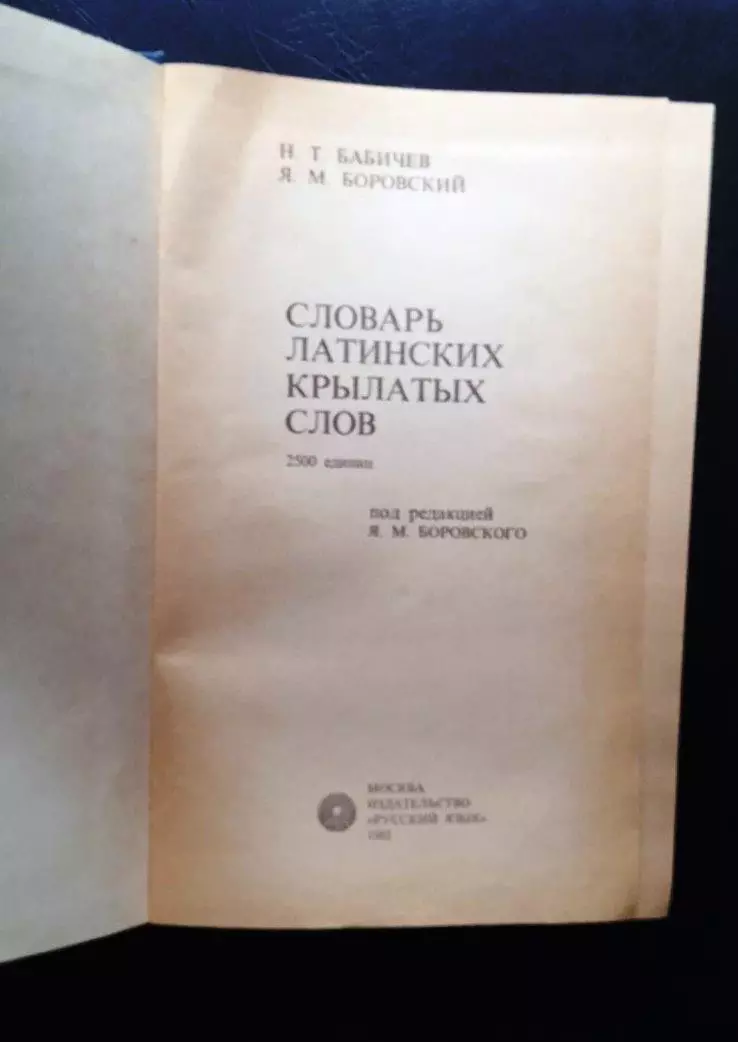 Н. Т. БАБИЧЕВ
Я. М. БОРОВСКИЙ
СЛОВАРЬ
ЛАТИНСКИХ
КРЫЛАТЫХ
СЛОВ
2500 единиц
под редакцией
Я. М. БОРОВСКОГО
МОСКВА
ИЗДАТЕЛЬСТВО
«РУССКИЙ ЯЗЫК»